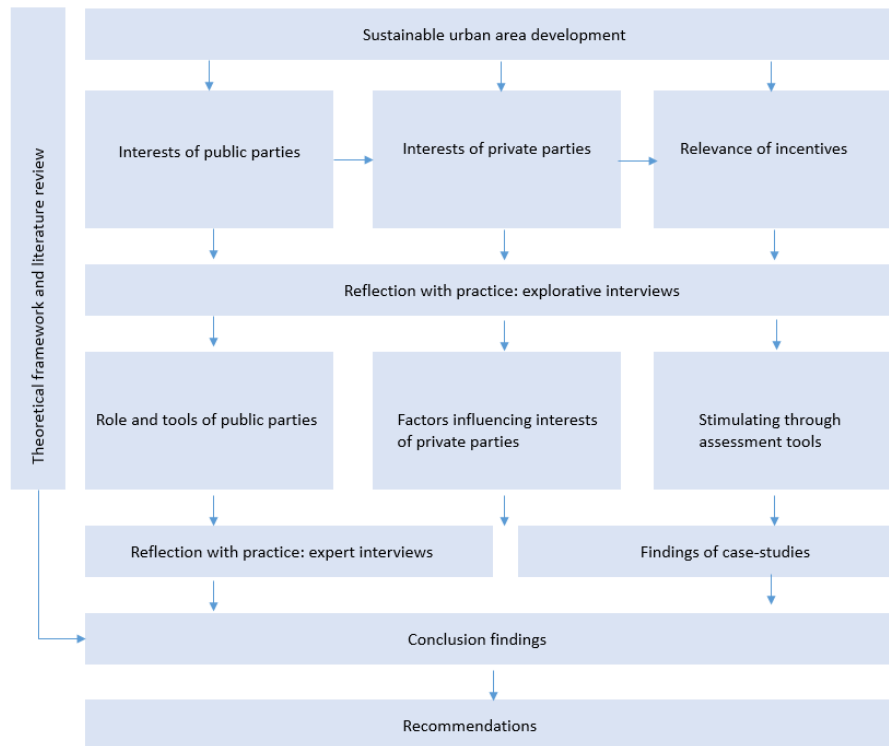 Sustainable urban area development
Theoretical framework and literature review
Interests of public parties
Interests of private parties
Relevance of incentives
Reflection with practice: explorative interviews
Role and tools of public parties
Factors influencing interests
of private parties
Stimulating through
assessment tools
Reflection with practice: expert interviews
Findings of case-studies
Conclusion findings
Recommendations